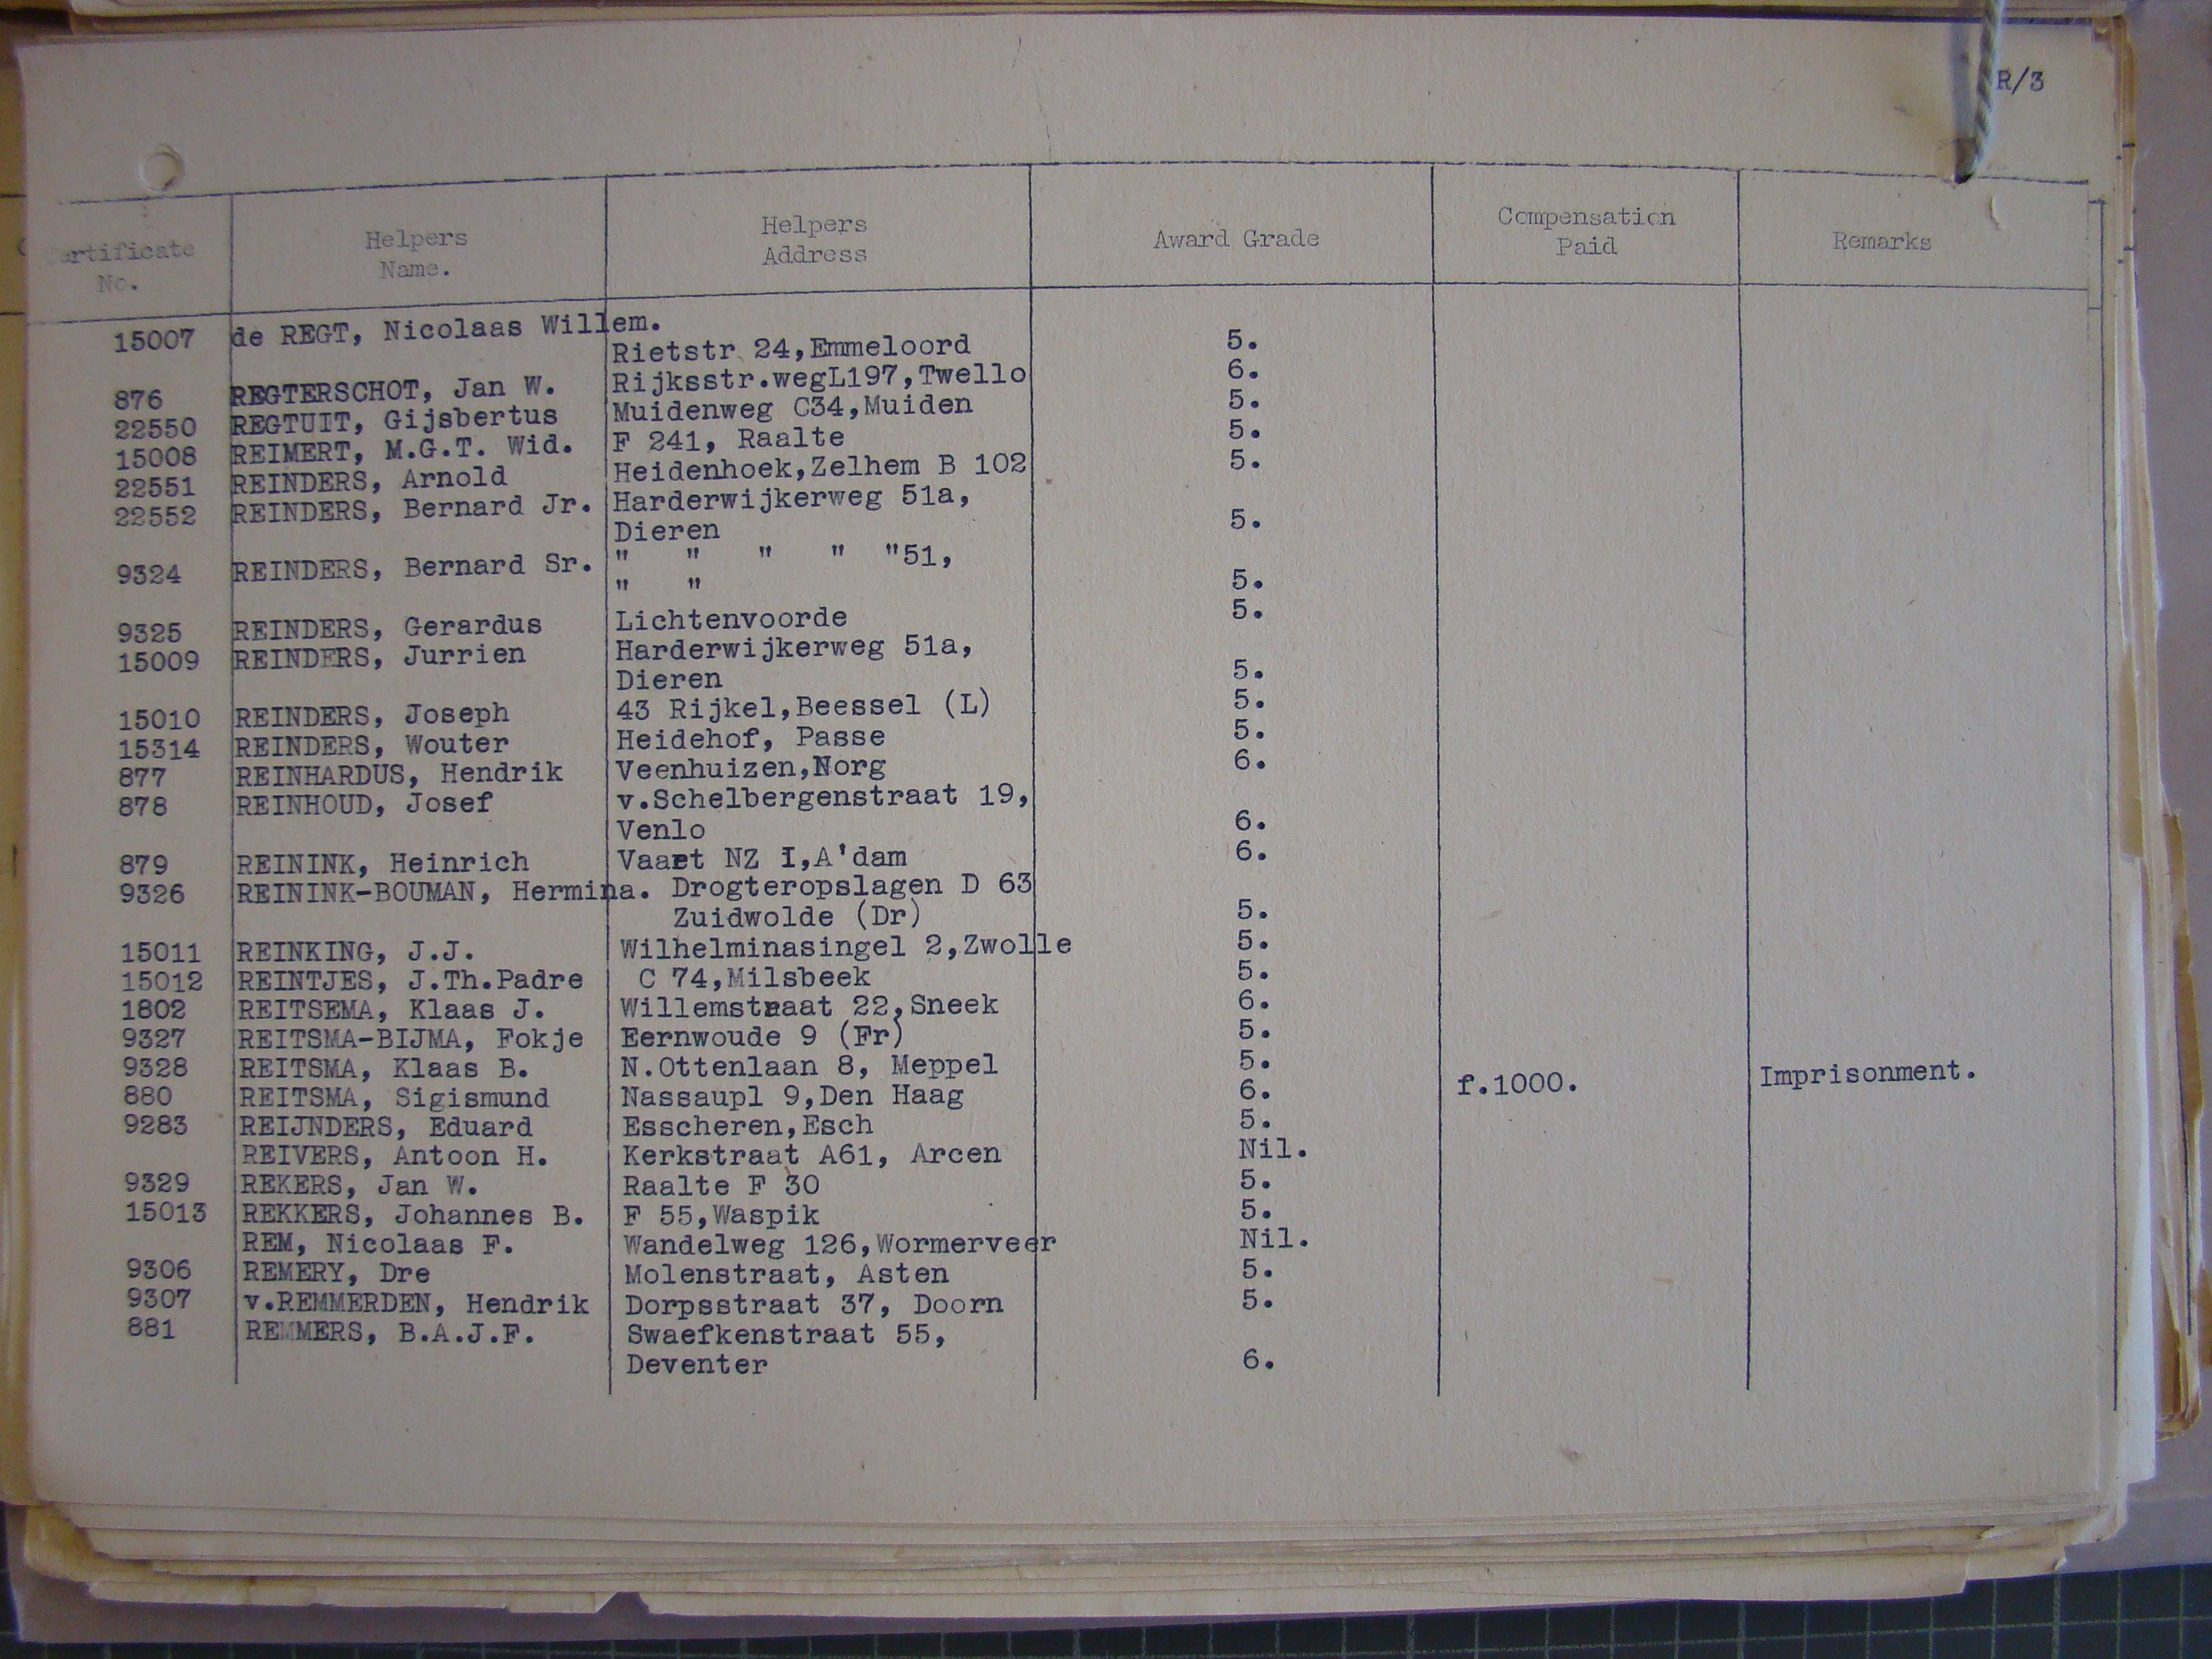 R/3
Certificate No. Helpers Name. Helpers Address Award Grade Compensation Paid Remarks
15007 de REGT, Nicolaas Willem.
Rietstr 24,Emmeloord 5.
876 REGTERSCHOT, Jan W. Rijksstr.wegL197,Twello 6.
22550 REGTUIT, Gijsbertus Muidenweg C34,Muiden 5.
15008 REIMERT, M.G.T. Wid. F 241, Raalte 5.
22551 REINDERS, Arnold Heidenhoek,Zelhem B 102 5.
22552 REINDERS, Bernard Jr. Harderwijkerweg 51a,
Dieren 5.
9324 REINDERS, Bernard Sr. " " " " "51,
" " 5.
9325 REINDERS, Gerardus Lichtenvoorde 5.
15009 REINDERS, Jurrien Harderwijkerweg 51a,
Dieren 5.
15010 REINDERS, Joseph 43 Rijkel,Beessel (L) 5.
15314 REINDERS, Wouter Heidehof, Passe 5.
877 REINHARDUS, Hendrik Veenhuizen,Norg 6.
878 REINHOUD, Josef v.Schelbergenstraat 19,
Venlo 6.
879 REININK, Heinrich Vaart NZ I,A'dam 6.
9326 REININK-BOUMAN, Hermina. Drogteropslagen D 63
Zuidwolde (Dr) 5.
15011 REINKING, J.J. Wilhelminasingel 2,Zwolle 5.
15012 REINTJES, J.Th.Padre C 74,Milsbeek 5.
1802 REITSEMA, Klaas J. Willemstraat 22,Sneek 6.
9327 REITSMA-BIJMA, Fokje Eernwoude 9 (Fr) 5.
9328 REITSMA, Klaas B. N.Ottenlaan 8, Meppel 5.
880 REITSMA, Sigismund Nassaupl 9,Den Haag 6. f.1000. Imprisonment.
9283 REIJNDERS, Eduard Esscheren,Esch 5.
REIVERS, Antoon H. Kerkstraat A61, Arcen Nil.
9329 REKERS, Jan W. Raalte F 30 5.
15013 REKKERS, Johannes B. F 55,Waspik 5.
REM, Nicolaas F. Wandelweg 126,Wormerveer Nil.
9306 REMERY, Dre Molenstraat, Asten 5.
9307 v.REMMERDEN, Hendrik Dorpsstraat 37, Doorn 5.
881 REMMERS, B.A.J.F. Swaefkenstraat 55,
Deventer 6.